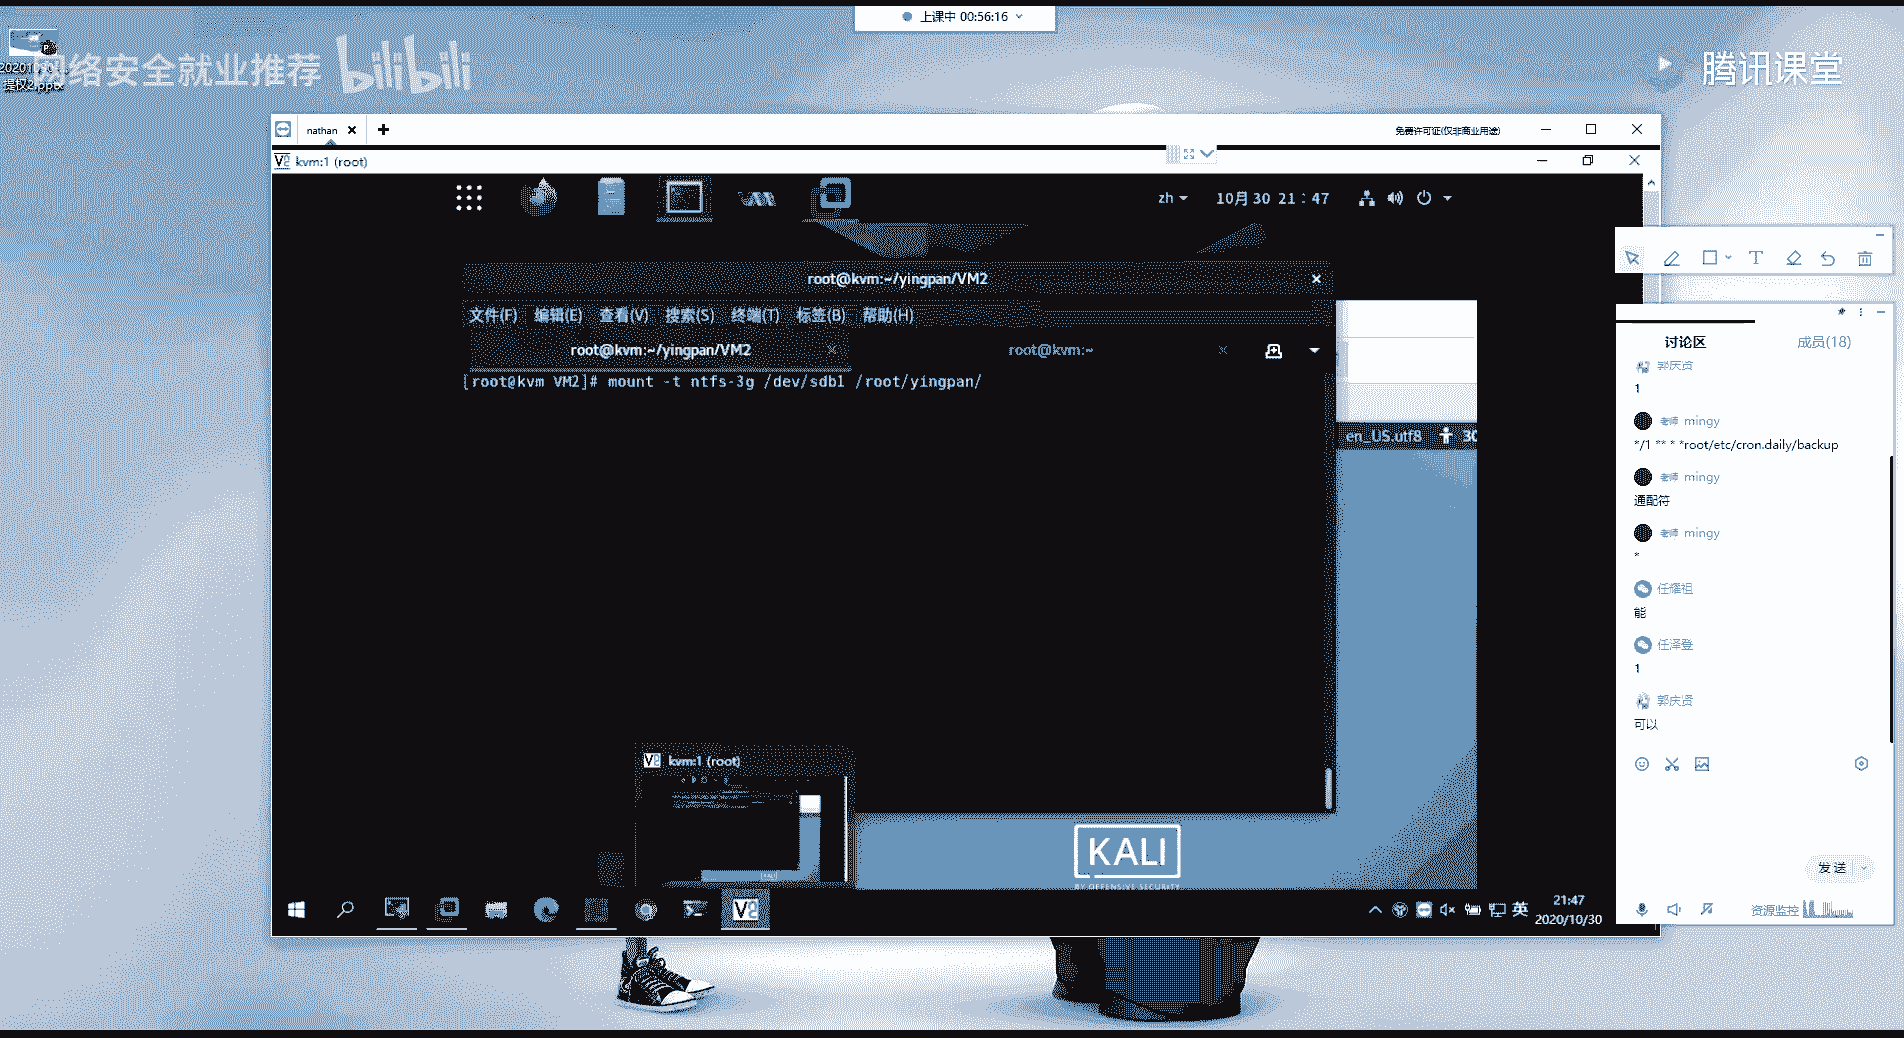 上课中 00:56:16
网络安全就业推荐 bilibili
腾讯课堂
提权2.pptx
nathan
免费许可证(仅非商业用途)
kvm:1 (root)
zh
10月 30 21：47
root@kvm:~/yingpan/VM2
文件(F) 编辑(E) 查看(V) 搜索(S) 终端(T) 标签(B) 帮助(H)
root@kvm:~/yingpan/VM2
root@kvm:~
[root@kvm VM2]# mount -t ntfs-3g /dev/sdb1 /root/yingpan/
en_US.utf8
30
kvm:1 (root)
KALI
BY OFFENSIVE SECURITY
英
21:47
2020/10/30
讨论区
成员(18)
郭庆贤
1
老师 mingy
*/1 ** * *root/etc/cron.daily/backup
老师 mingy
通配符
老师 mingy
*
任耀祖
能
任泽登
1
郭庆贤
可以
发送
资源监控